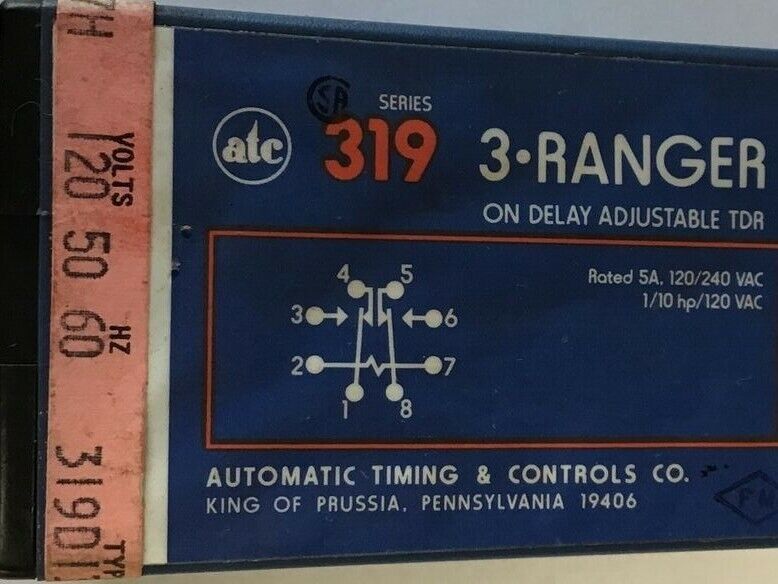 atc
SERIES
319
3•RANGER
ON DELAY ADJUSTABLE TDR
Rated 5A, 120/240 VAC
1/10 hp/120 VAC
4 5
3 6
2 7
1 8
AUTOMATIC TIMING & CONTROLS CO.
KING OF PRUSSIA, PENNSYLVANIA 19406
VOLTS HZ
120 50 60